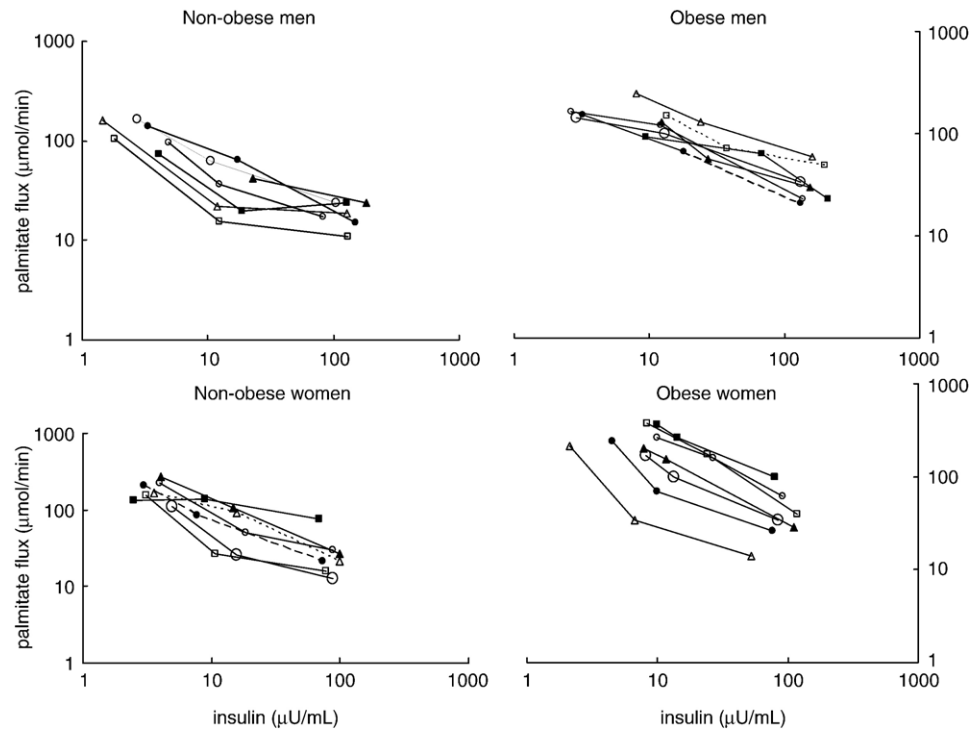 Non-obese men
Obese men
1000
100
10
1
palmitate flux (μmol/min)
1 10 100 1000
1000
100
10
1
1 10 100 1000
Non-obese women
Obese women
1000
100
10
1
palmitate flux (μmol/min)
1 10 100 1000
insulin (μU/mL)
1000
100
10
1
1 10 100 1000
insulin (μU/mL)